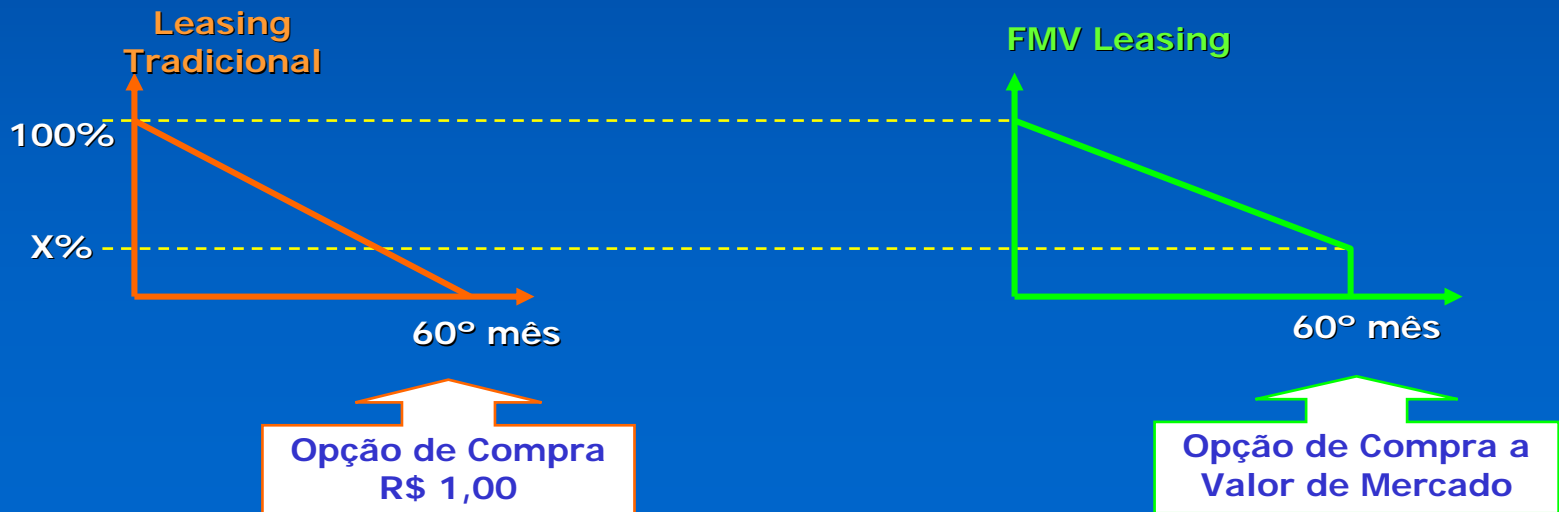 Leasing
Tradicional
FMV Leasing
100%
X%
60º mês
60º mês
Opção de Compra
R$ 1,00
Opção de Compra a
Valor de Mercado